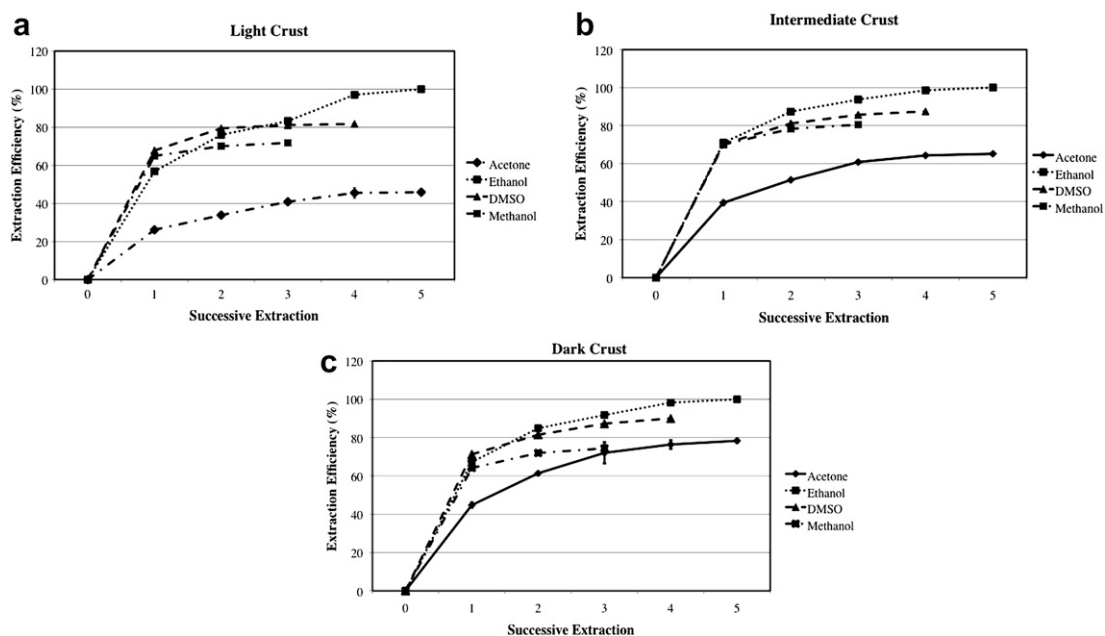 a
Light Crust
120
100
80
60
40
20
0
Extraction Efficiency (%)
0 1 2 3 4 5
Successive Extraction
Acetone
Ethanol
DMSO
Methanol
b
Intermediate Crust
120
100
80
60
40
20
0
Extraction Efficiency (%)
0 1 2 3 4 5
Successive Extraction
Acetone
Ethanol
DMSO
Methanol
c
Dark Crust
120
100
80
60
40
20
0
Extraction Efficiency (%)
0 1 2 3 4 5
Successive Extraction
Acetone
Ethanol
DMSO
Methanol